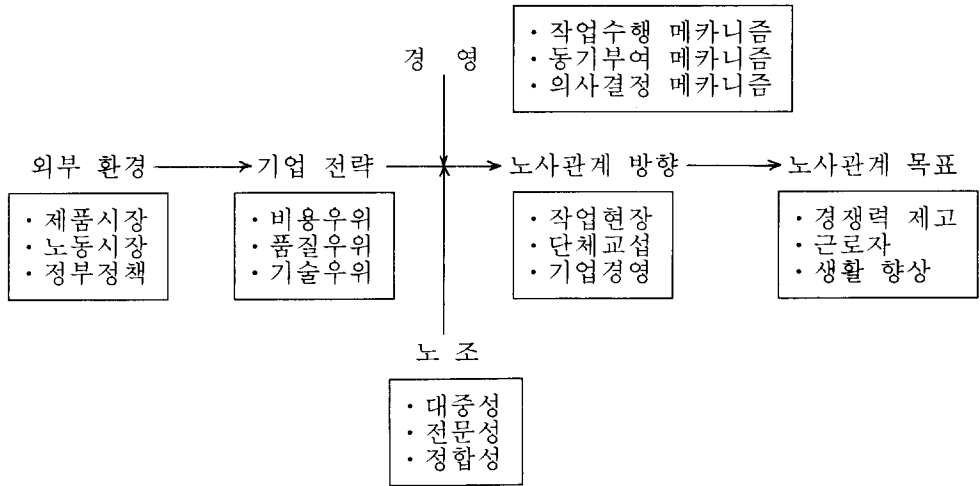 경 영
· 작업수행 메카니즘
· 동기부여 메카니즘
· 의사결정 메카니즘
외부 환경
기업 전략
노사관계 방향
노사관계 목표
· 제품시장
· 노동시장
· 정부정책
· 비용우위
· 품질우위
· 기술우위
· 작업현장
· 단체교섭
· 기업경영
· 경쟁력 제고
· 근로자
· 생활 향상
노 조
· 대중성
· 전문성
· 정합성